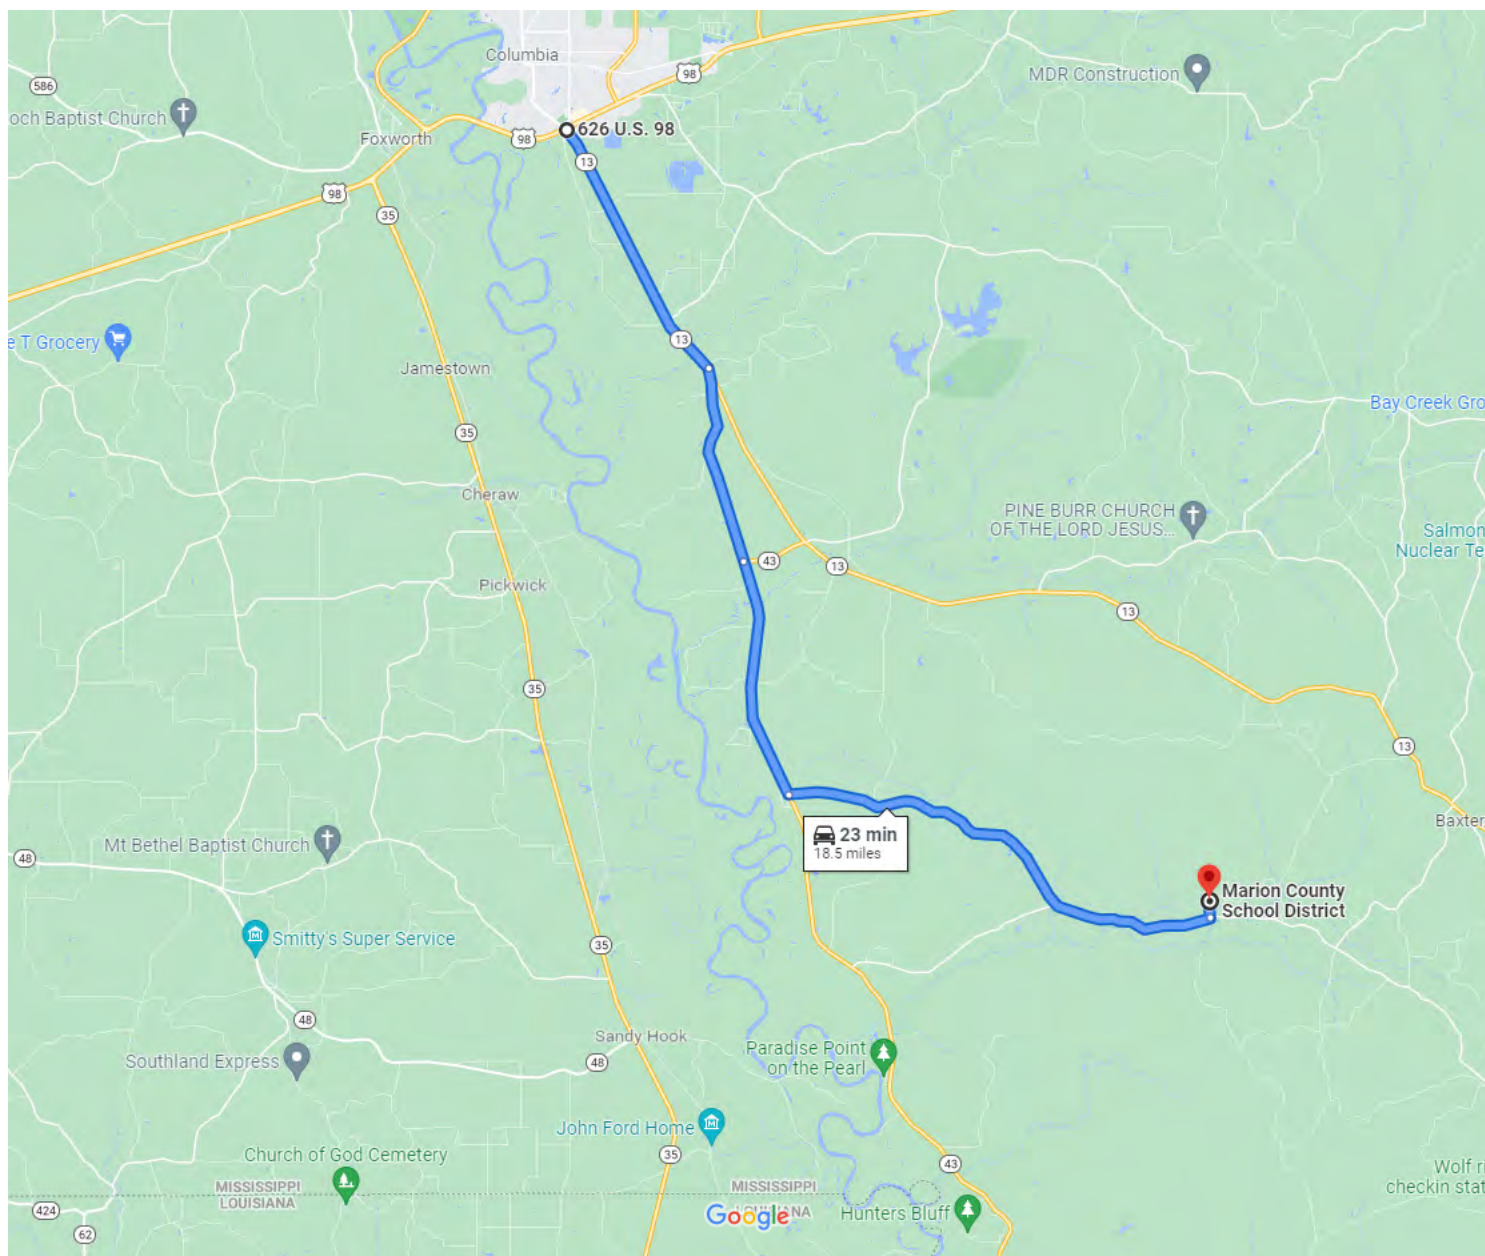 Columbia
98
MDR Construction
586
och Baptist Church
626 U.S. 98
Foxworth
98
13
98
35
e T Grocery
13
Jamestown
Bay Creek Gro
35
Cheraw
PINE BURR CHURCH
OF THE LORD JESUS...
Salmon
Nuclear Te
43
13
Pickwick
13
35
13
Baxter
23 min
18.5 miles
Mt Bethel Baptist Church
48
Marion County
School District
Smitty's Super Service
35
48
Sandy Hook
Paradise Point
on the Pearl
Southland Express
48
John Ford Home
Church of God Cemetery
35
43
MISSISSIPPI
LOUISIANA
MISSISSIPPI
Wolf r
checkin stat
424
Google
Hunters Bluff
62